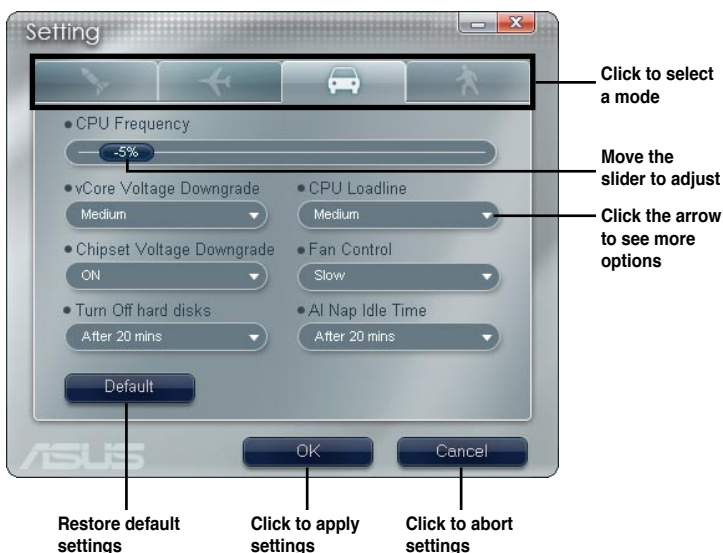 Setting
Click to select
a mode
CPU Frequency
-5%
Move the
slider to adjust
vCore Voltage Downgrade
CPU Loadline
Medium
Medium
Click the arrow
to see more
options
Chipset Voltage Downgrade
Fan Control
ON
Slow
Turn Off hard disks
AI Nap Idle Time
After 20 mins
After 20 mins
Default
ASUS
OK
Cancel
Restore default
settings
Click to apply
settings
Click to abort
settings